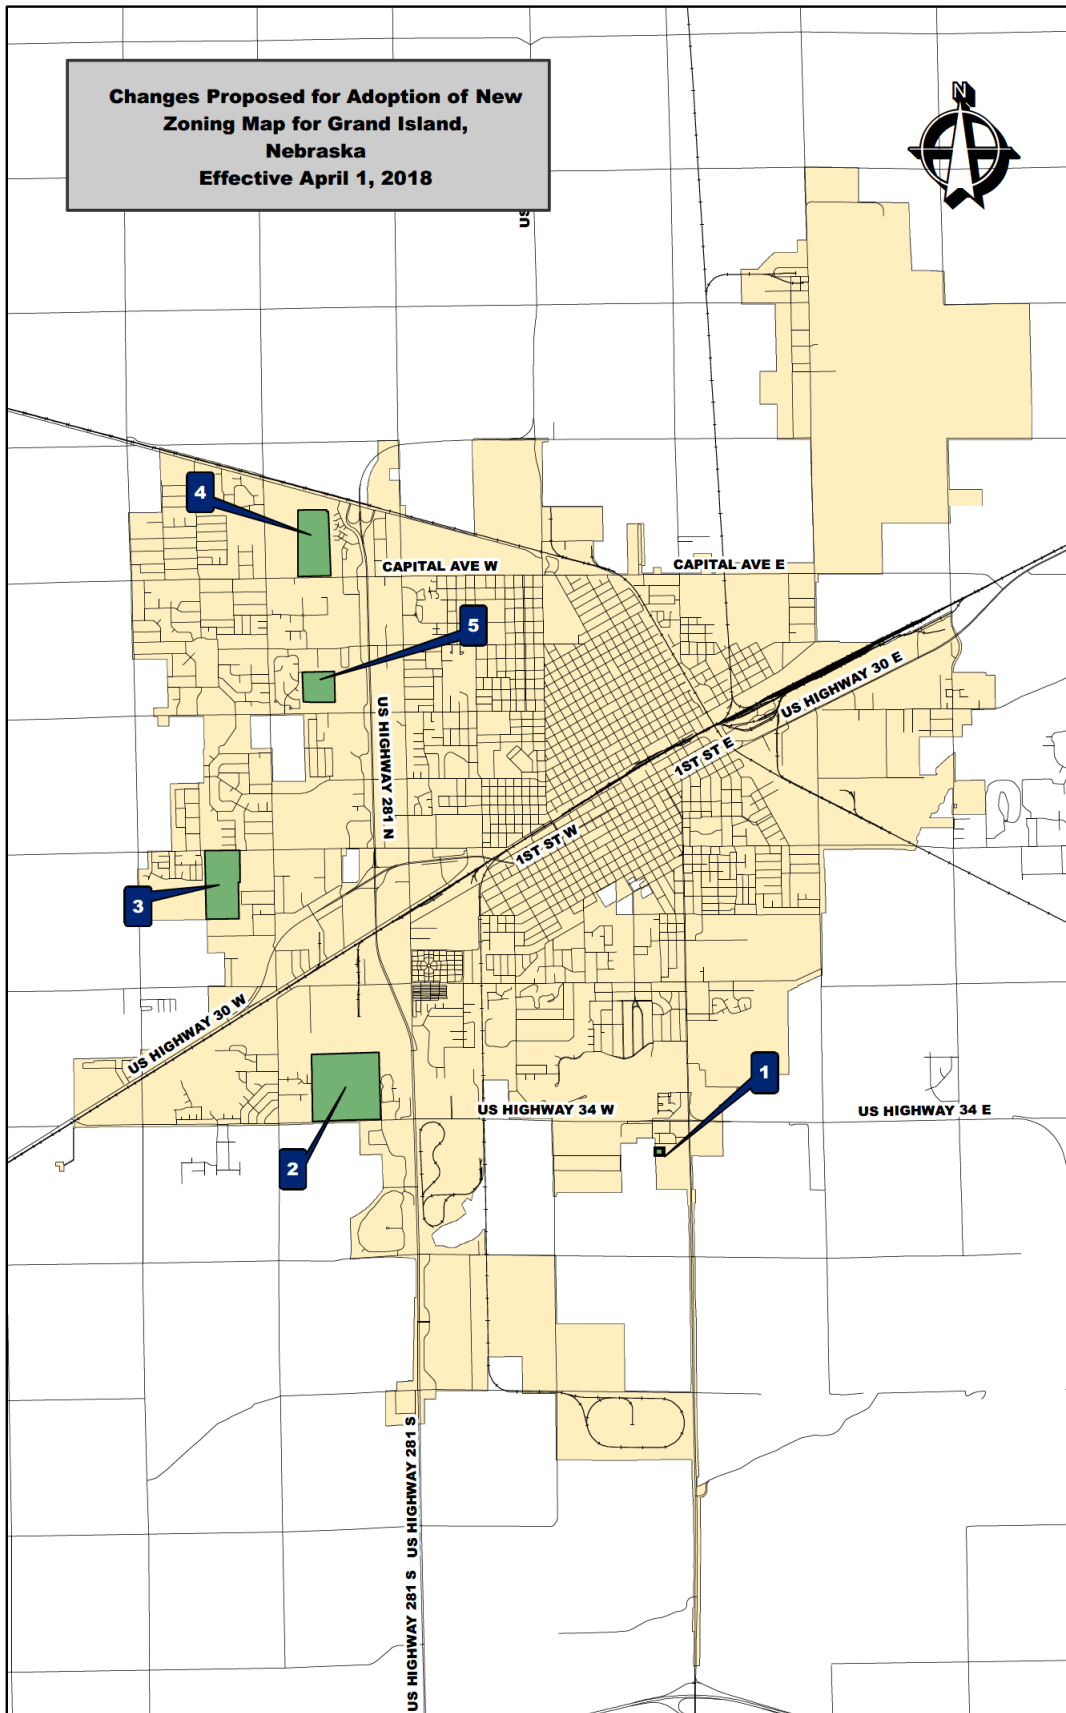 Changes Proposed for Adoption of New
Zoning Map for Grand Island,
Nebraska
Effective April 1, 2018
N
US
4
CAPITAL AVE W
CAPITAL AVE E
5
US HIGHWAY 30 E
US HIGHWAY 281 N
1ST ST E
1ST ST W
3
US HIGHWAY 30 W
1
US HIGHWAY 34 W
US HIGHWAY 34 E
2
US HIGHWAY 281 S
US HIGHWAY 281 S